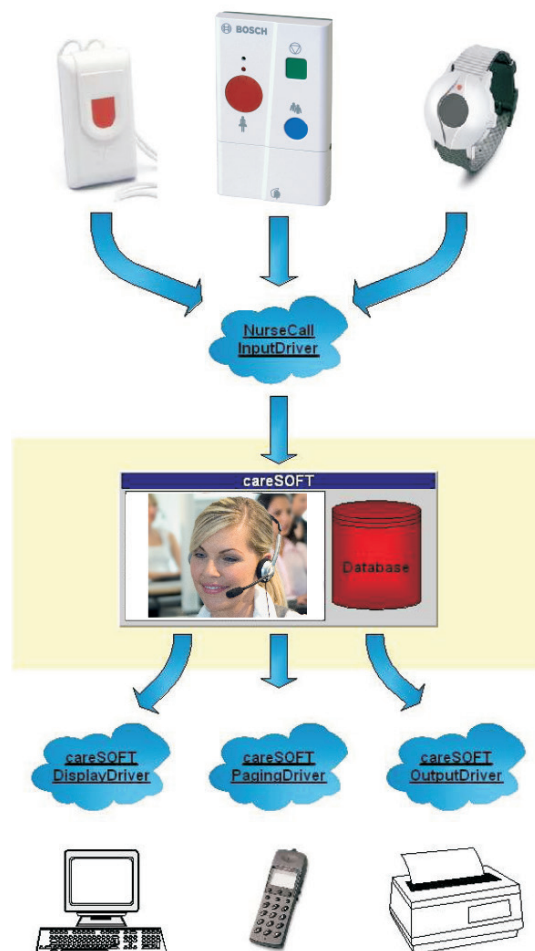 BOSCH
NurseCall
InputDriver
careSOFT
Database
careSOFT
DisplayDriver
careSOFT
PagingDriver
careSOFT
OutputDriver